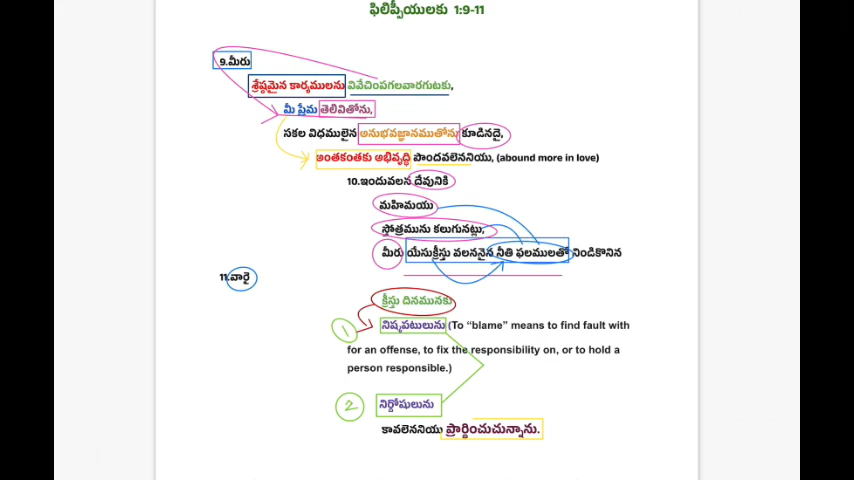 ఫిలిప్పీయులకు 1:9-11
9.మీరు
శ్రేష్ఠమైన కార్యములను వివేచింపగలవారగుటకు,
మీ ప్రేమ తెలివితోను,
సకల విధములైన అనుభవజ్ఞానముతోను కూడినదై,
అంతకంతకు అభివృద్ధి పొందవలెననియు, (abound more in love)
10.ఇందువలన దేవునికి
మహిమయు
స్తోత్రమును కలుగునట్లు,
మీరు యేసుక్రీస్తు వలననైన నీతి ఫలములతో నిండికొనిన
11.వారై
క్రీస్తు దినమునకు
1 నిష్కపటులును (To “blame” means to find fault with
for an offense, to fix the responsibility on, or to hold a
person responsible.)
2 నిర్దోషులును
కావలెననియు ప్రార్థించుచున్నాను.